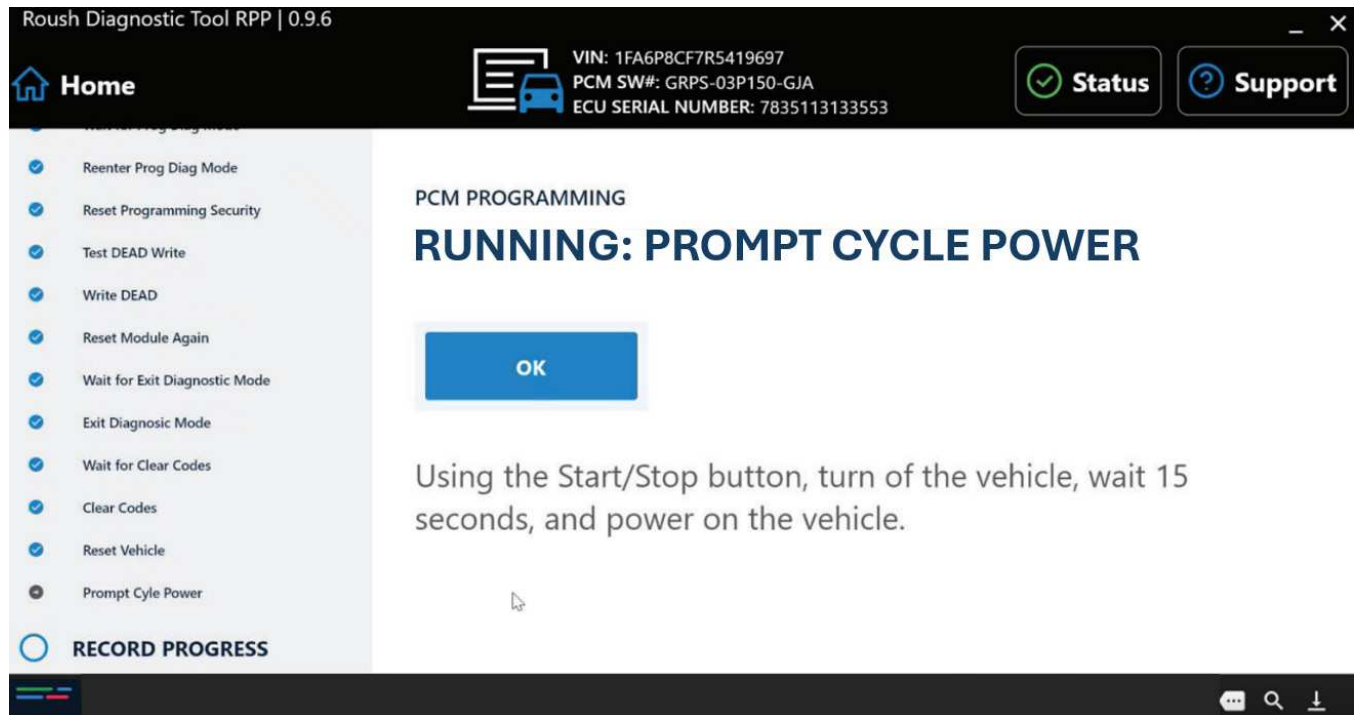 Roush Diagnostic Tool RPP | 0.9.6
Home
VIN: 1FA6P8CF7R5419697
PCM SW#: GRPS-03P150-GJA
ECU SERIAL NUMBER: 7835113133553
Status
Support
Reenter Prog Diag Mode
Reset Programming Security
Test DEAD Write
Write DEAD
Reset Module Again
Wait for Exit Diagnostic Mode
Exit Diagnosic Mode
Wait for Clear Codes
Clear Codes
Reset Vehicle
Prompt Cyle Power
RECORD PROGRESS
PCM PROGRAMMING
RUNNING: PROMPT CYCLE POWER
OK
Using the Start/Stop button, turn of the vehicle, wait 15
seconds, and power on the vehicle.